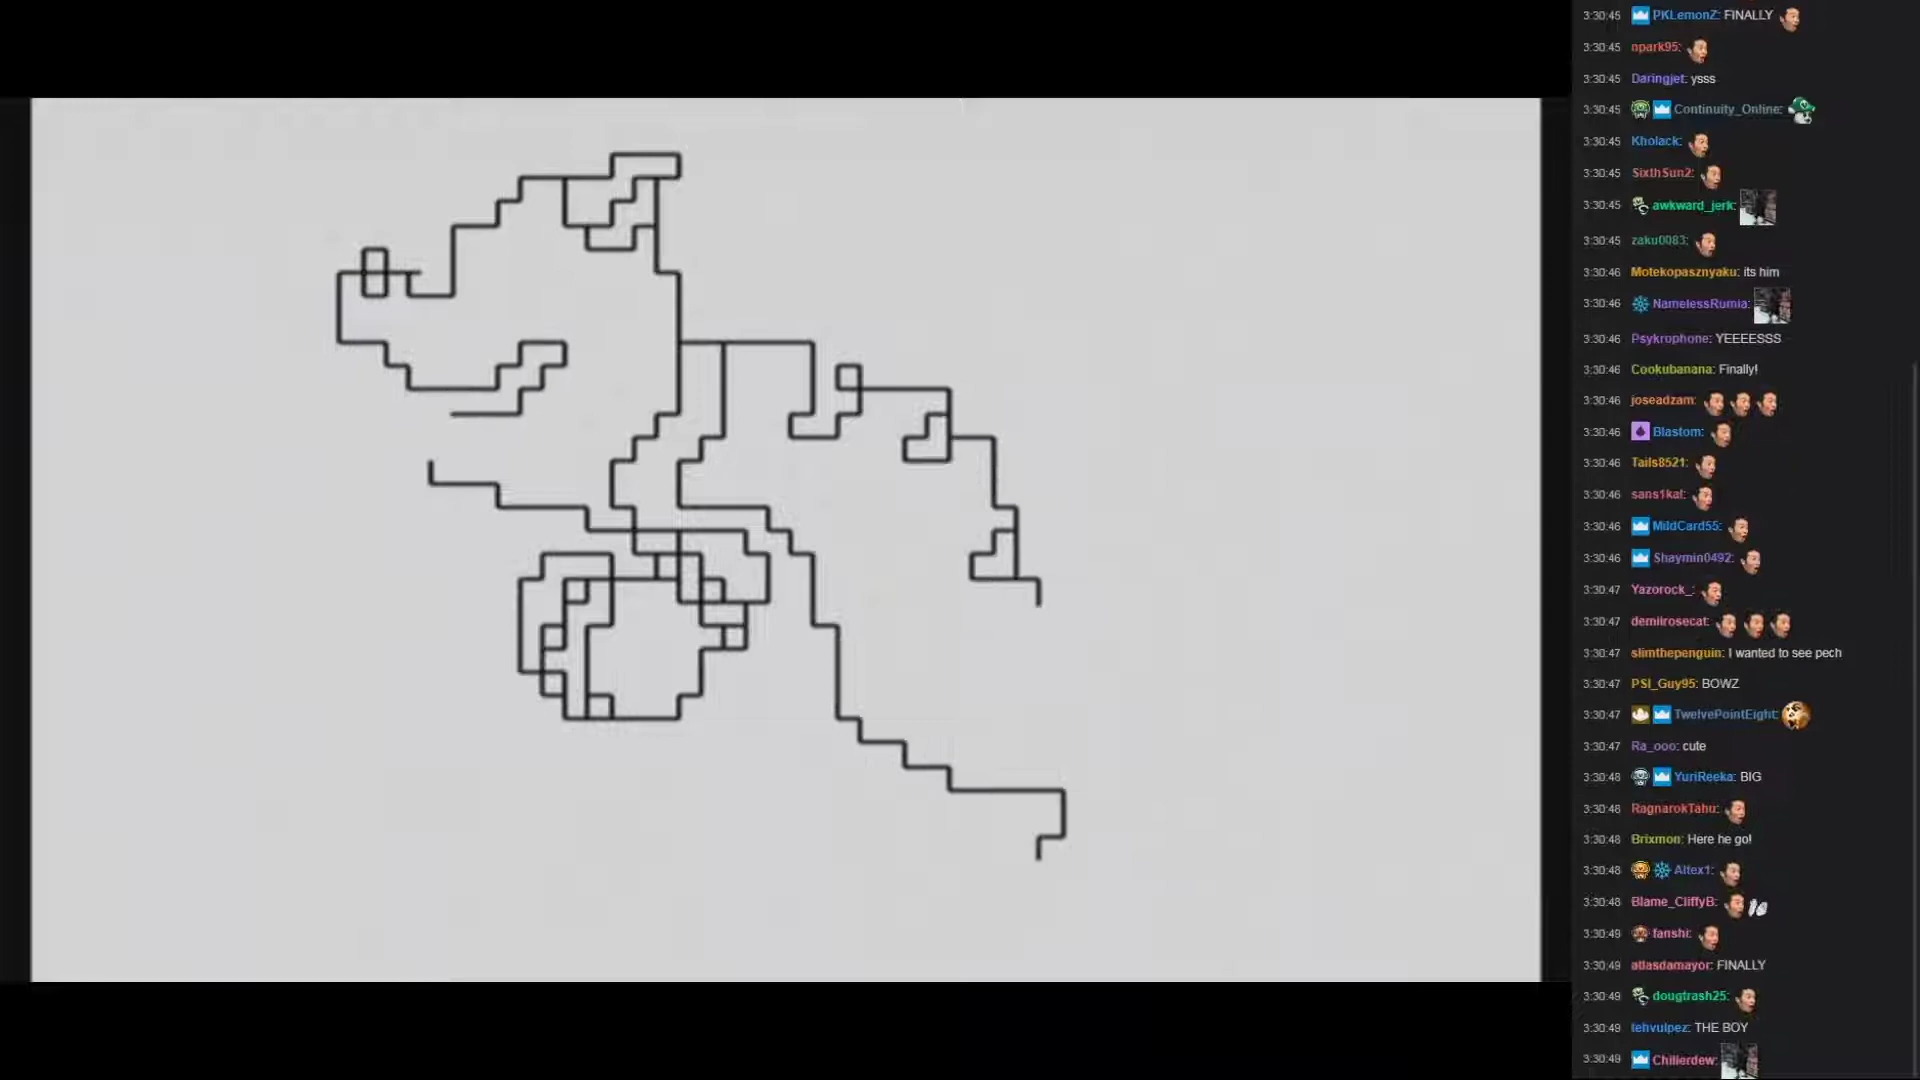 3:30:45 PKLemonZ: FINALLY
3:30:45 npark95:
3:30:45 Daringjet: ysss
3:30:45 Continuity_Online:
3:30:45 Kholack:
3:30:45 SixthSun2:
3:30:45 awkward_jerk:
3:30:45 zaku0083:
3:30:46 Motekopasznyaku: its him
3:30:46 NamelessRumia:
3:30:46 Psykrophone: YEEEESSS
3:30:46 Cookubanana: Finally!
3:30:46 joseadzam:
3:30:46 Blastom:
3:30:46 Tails8521:
3:30:46 sans1kal:
3:30:46 MildCard55:
3:30:46 Shaymin0492:
3:30:47 Yazorock_:
3:30:47 demiirosecat:
3:30:47 slimthepenguin: I wanted to see pech
3:30:47 PSI_Guy95: BOWZ
3:30:47 TwelvePointEight:
3:30:47 Ra_ooo: cute
3:30:48 YuriReeka: BIG
3:30:48 RagnarokTahu:
3:30:48 Brixmon: Here he go!
3:30:48 Altex1:
3:30:48 Blame_CliffyB:
3:30:49 fanshi:
3:30:49 atlasdamayor: FINALLY
3:30:49 dougtrash25:
3:30:49 lehvulpez: THE BOY
3:30:49 Chillerdew: